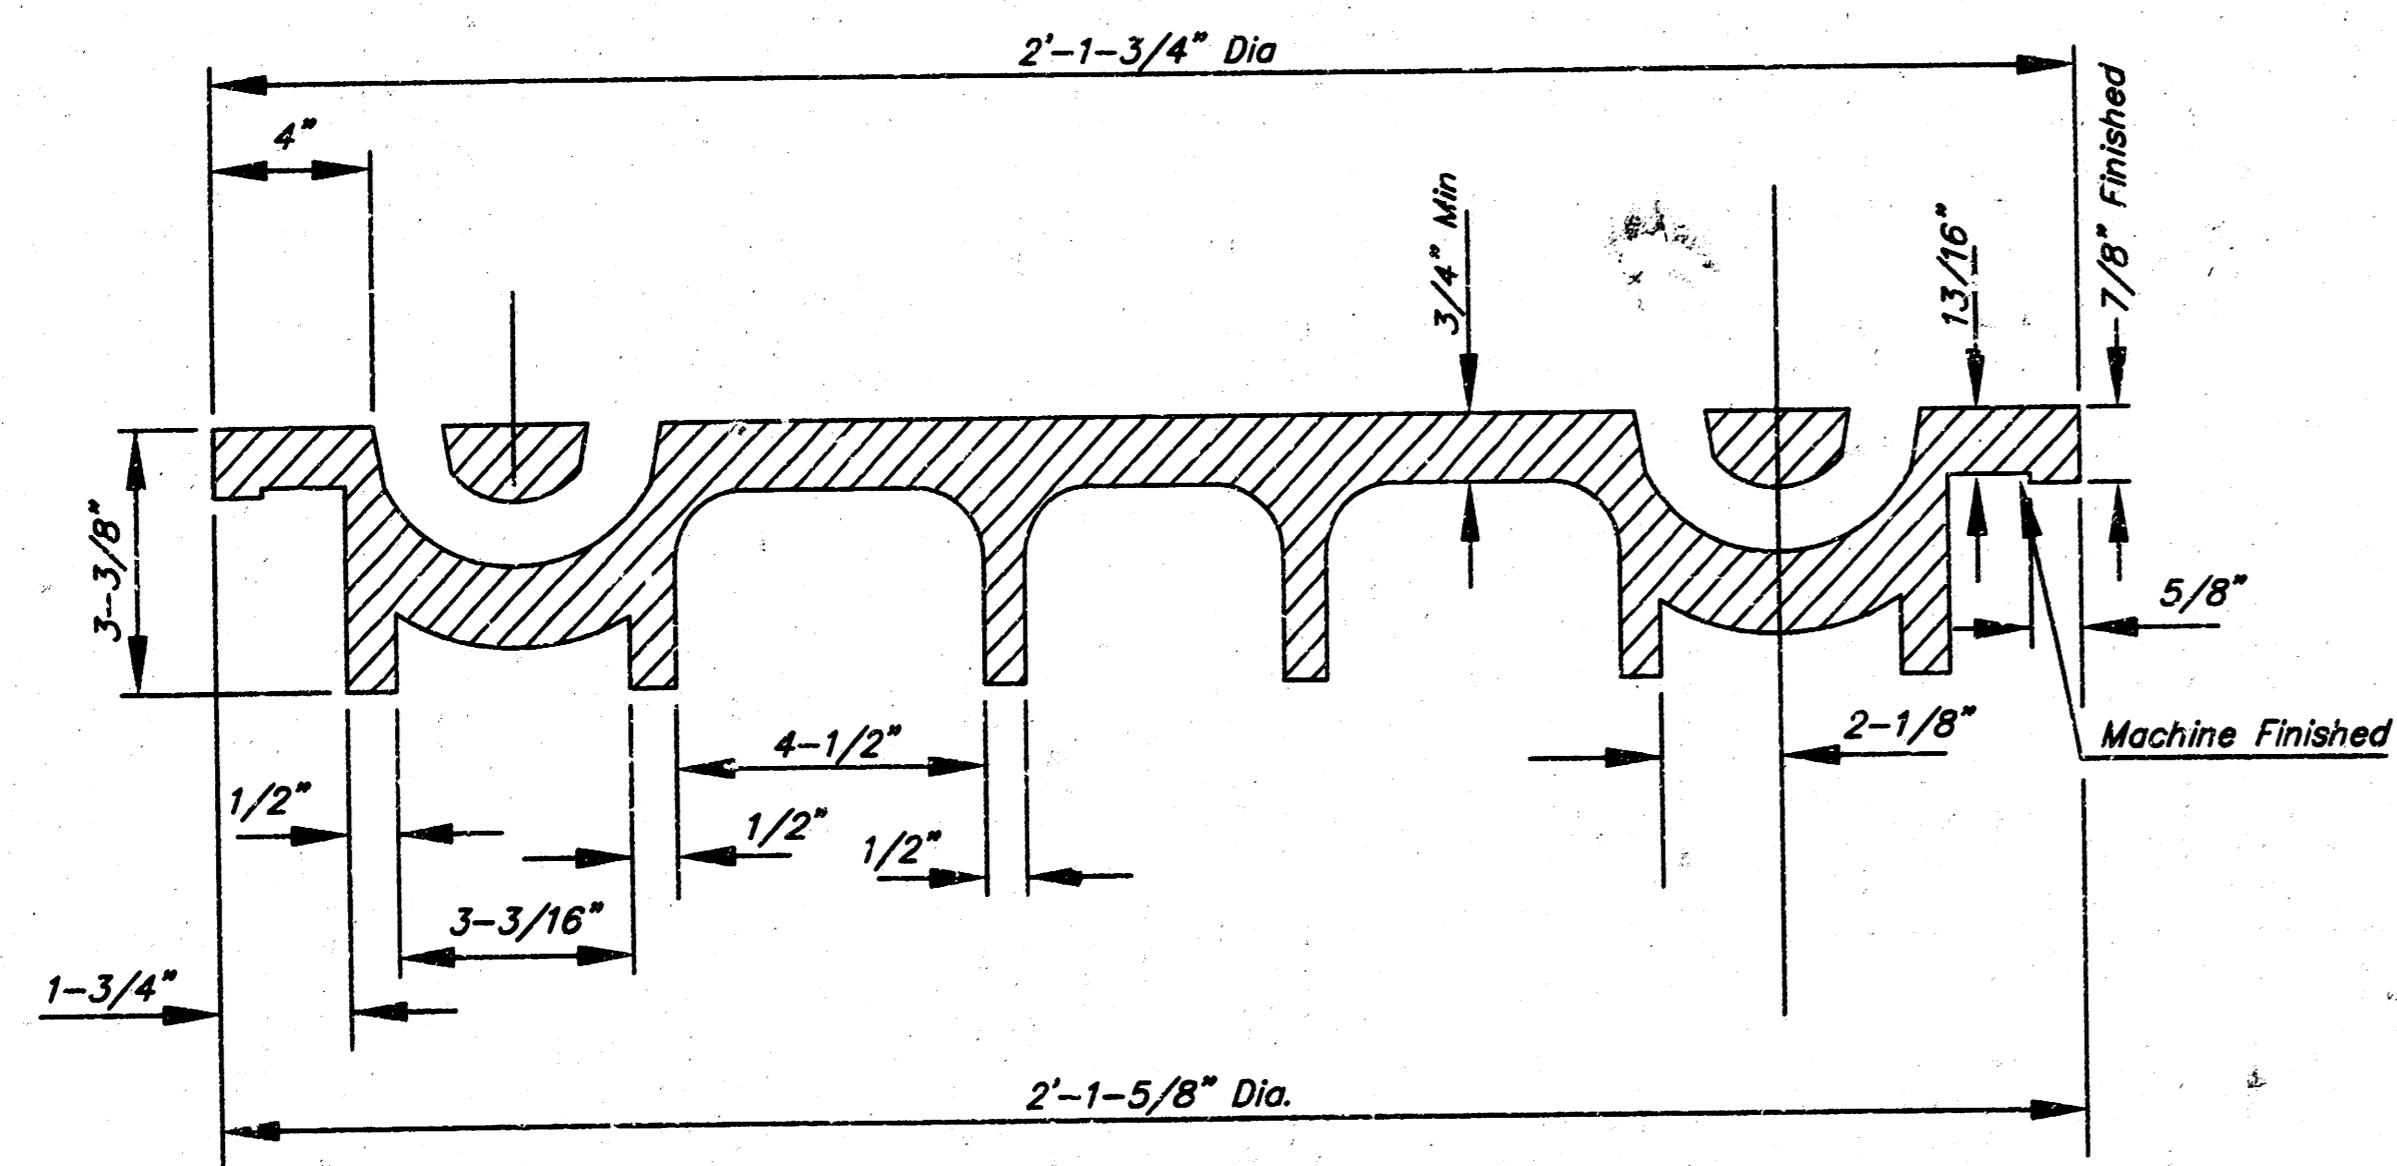 2'-1-3/4" Dia
4"
3/4" Min
13/16"
7/8" Finished
3-3/8"
5/8"
2-1/8"
Machine Finished
4-1/2"
1/2"
1/2"
1/2"
3-3/16"
1-3/4"
2'-1-5/8" Dia.